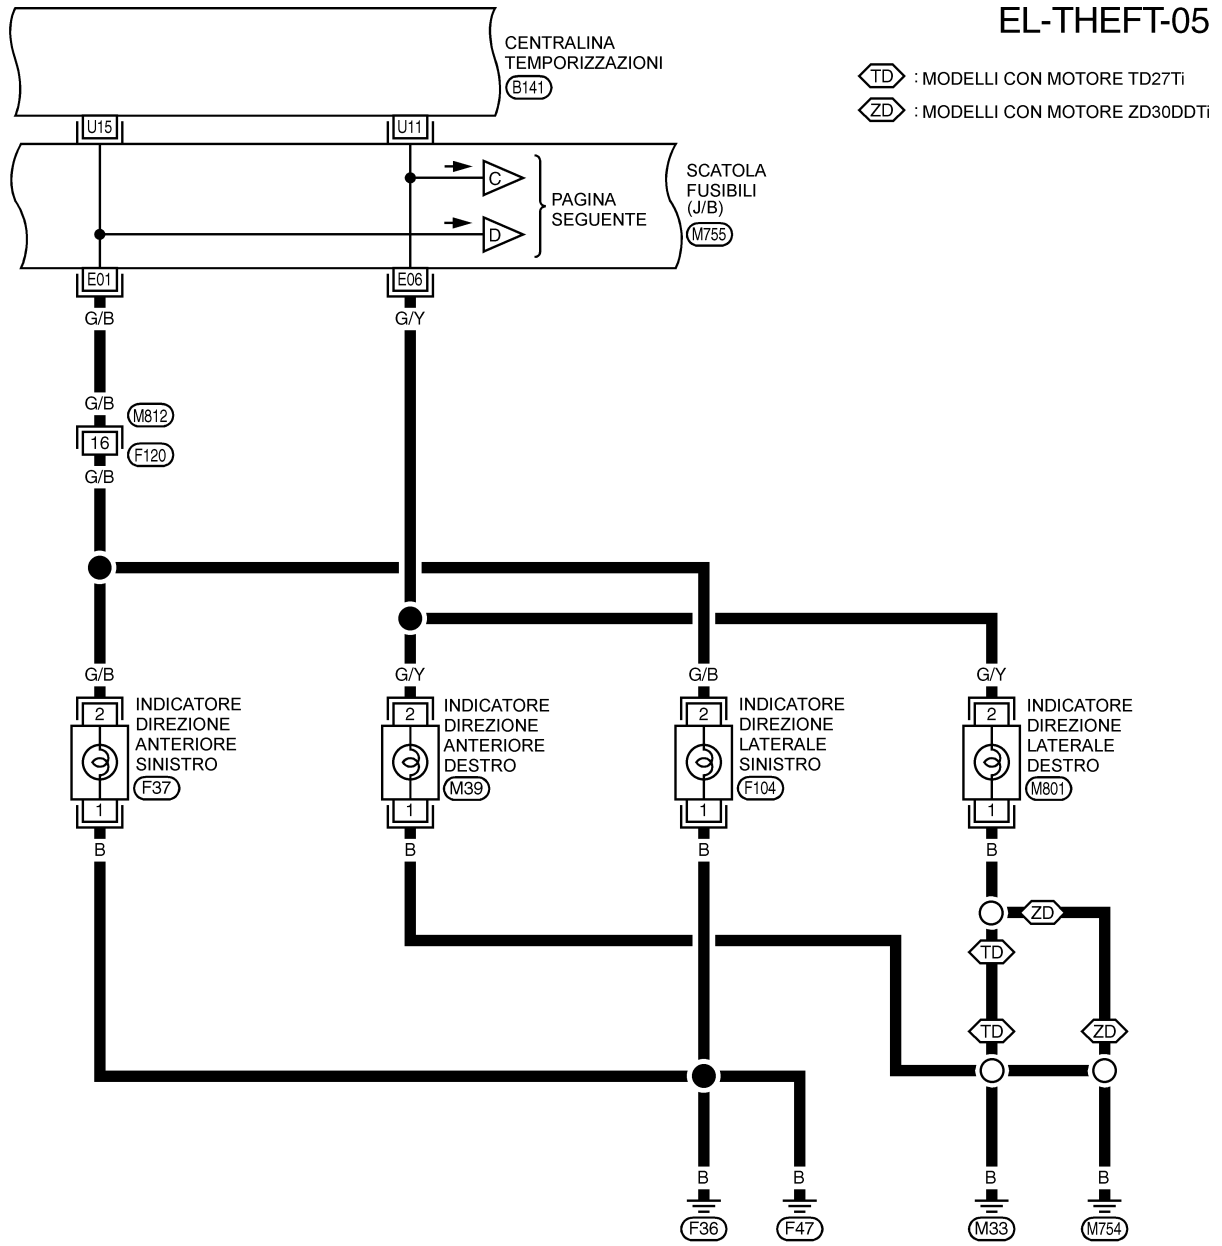 EL-THEFT-05
CENTRALINA
TEMPORIZZAZIONI
B141
TD : MODELLI CON MOTORE TD27Ti
ZD : MODELLI CON MOTORE ZD30DDTi
U15 U11
C
D
PAGINA
SEGUENTE
SCATOLA
FUSIBILI
(J/B)
M755
E01 E06
G/B G/Y
G/B
M812
16
F120
G/B
G/B G/Y G/B G/Y
2 2 2 2
INDICATORE
DIREZIONE
ANTERIORE
SINISTRO
F37
INDICATORE
DIREZIONE
ANTERIORE
DESTRO
M39
INDICATORE
DIREZIONE
LATERALE
SINISTRO
F104
INDICATORE
DIREZIONE
LATERALE
DESTRO
M801
1 1 1 1
B B B B
ZD
TD
TD ZD
B B B B
F36 F47 M33 M754